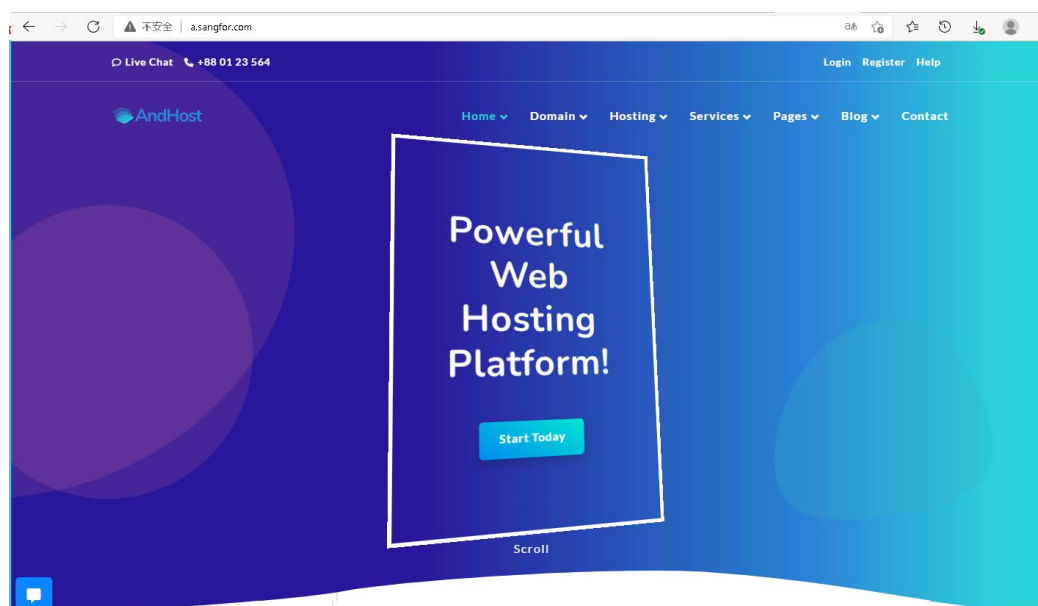 不安全 | a.sangfor.com
Live Chat +88 01 23 564
Login Register Help
AndHost
Home Domain Hosting Services Pages Blog Contact
Powerful
Web
Hosting
Platform!
Start Today
Scroll